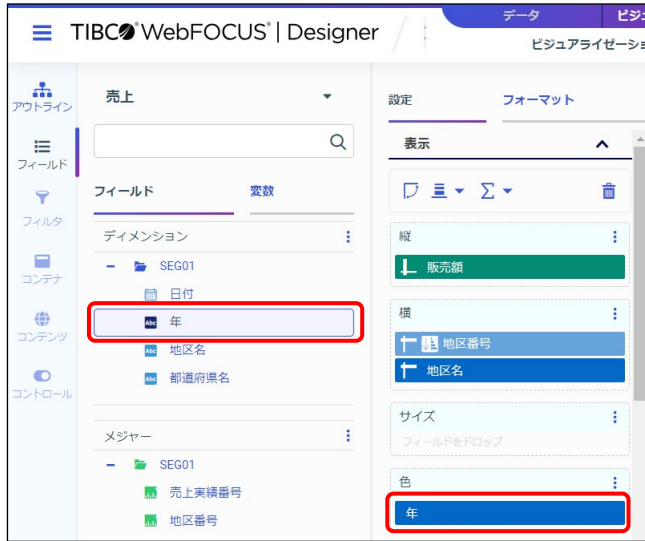 TIBCO WebFOCUS® | Designer
データ
ビジ
ビジュアライゼーショ
アウトライン
フィールド
フィルタ
コンテナ
コンテンツ
コントロール
売上
フィールド
変数
ディメンション
SEG01
日付
Abc 年
Abc 地区名
Abc 都道府県名
メジャー
SEG01
売上実績番号
地区番号
設定
フォーマット
表示
縦
販売額
横
地区番号
地区名
サイズ
フィールドをドロップ
色
年